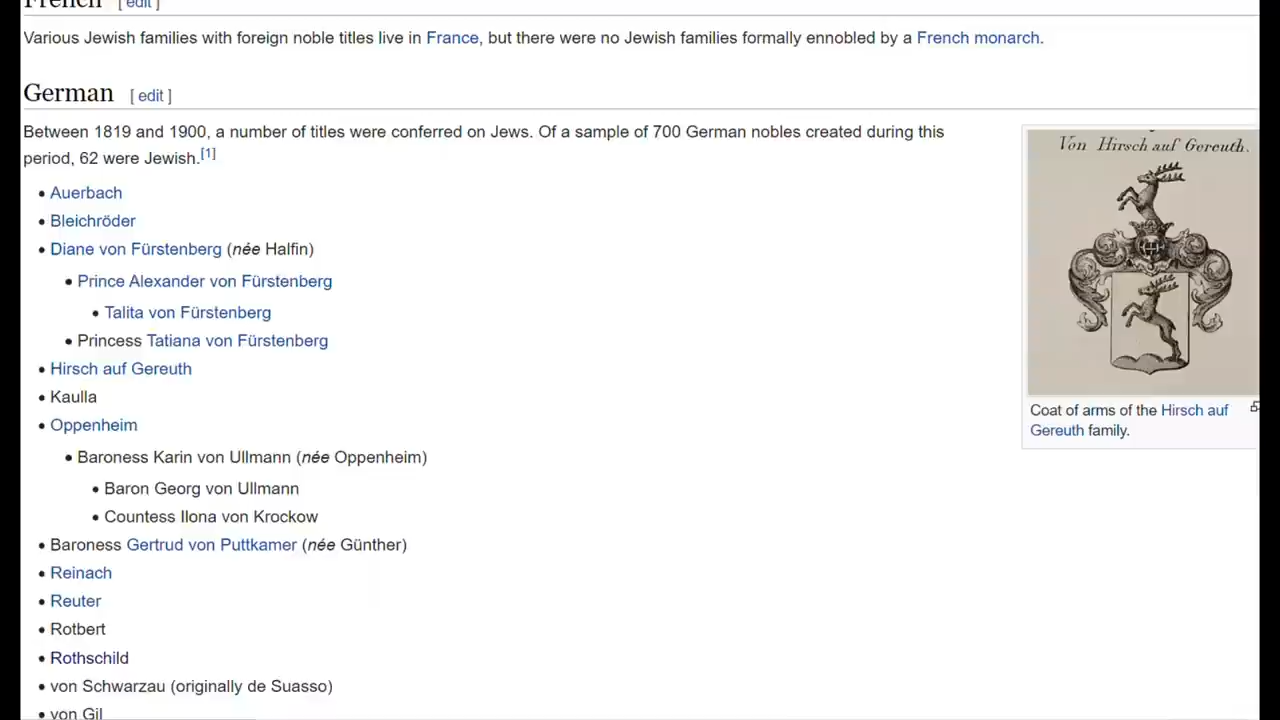 French [ edit ]
Various Jewish families with foreign noble titles live in France, but there were no Jewish families formally ennobled by a French monarch.
German [ edit ]
Between 1819 and 1900, a number of titles were conferred on Jews. Of a sample of 700 German nobles created during this
period, 62 were Jewish.[1]
• Auerbach
• Bleichröder
• Diane von Fürstenberg (née Halfin)
• Prince Alexander von Fürstenberg
• Talita von Fürstenberg
• Princess Tatiana von Fürstenberg
• Hirsch auf Gereuth
• Kaulla
• Oppenheim
• Baroness Karin von Ullmann (née Oppenheim)
• Baron Georg von Ullmann
• Countess Ilona von Krockow
• Baroness Gertrud von Puttkamer (née Günther)
• Reinach
• Reuter
• Rotbert
• Rothschild
• von Schwarzau (originally de Suasso)
• von Gil
Von Hirsch auf Gereuth.
Coat of arms of the Hirsch auf
Gereuth family.